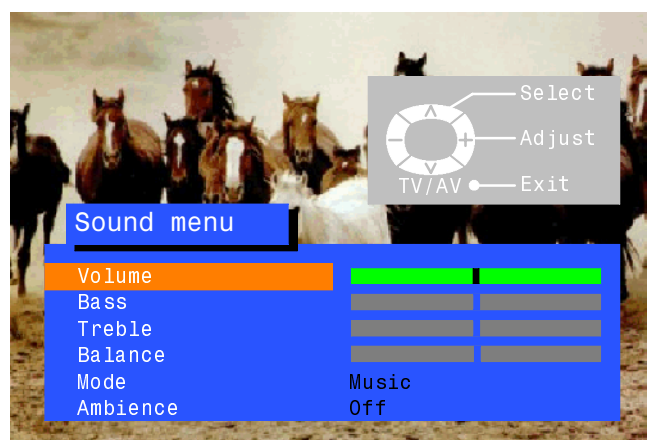 Select
Adjust
TV/AV Exit
Sound menu
Volume
Bass
Treble
Balance
Mode Music
Ambience Off